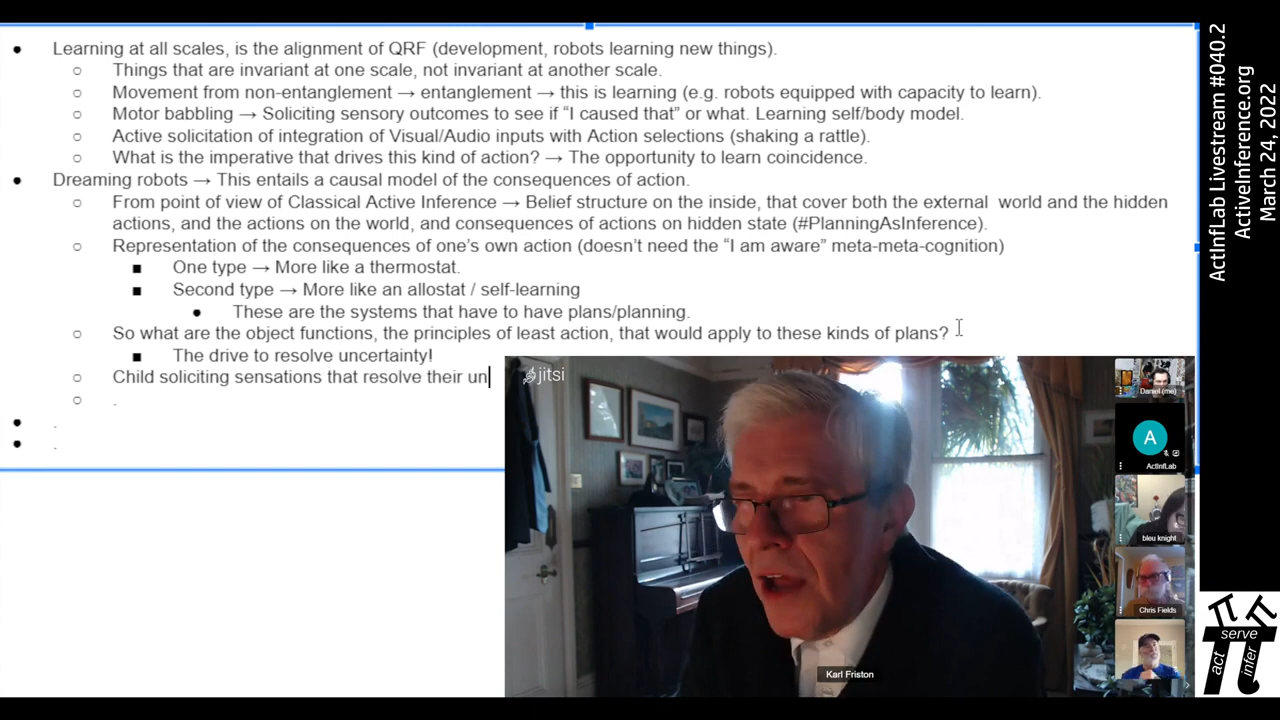 Learning at all scales, is the alignment of QRF (development, robots learning new things).
Things that are invariant at one scale, not invariant at another scale.
Movement from non-entanglement → entanglement → this is learning (e.g. robots equipped with capacity to learn).
Motor babbling → Soliciting sensory outcomes to see if “I caused that” or what. Learning self/body model.
Active solicitation of integration of Visual/Audio inputs with Action selections (shaking a rattle).
What is the imperative that drives this kind of action? → The opportunity to learn coincidence.
Dreaming robots → This entails a causal model of the consequences of action.
From point of view of Classical Active Inference → Belief structure on the inside, that cover both the external world and the hidden
actions, and the actions on the world, and consequences of actions on hidden state (#PlanningAsInference).
Representation of the consequences of one’s own action (doesn’t need the “I am aware” meta-meta-cognition)
One type → More like a thermostat.
Second type → More like an allostat / self-learning
These are the systems that have to have plans/planning.
So what are the object functions, the principles of least action, that would apply to these kinds of plans?
The drive to resolve uncertainty!
Child soliciting sensations that resolve their un
.
.
.
jitsi
Karl Friston
Daniel (me)
A
ActInfLab
bleu knight
Chris Fields
ActInfLab Livestream #040.2
ActiveInference.org
March 24, 2022
act
serve
infer